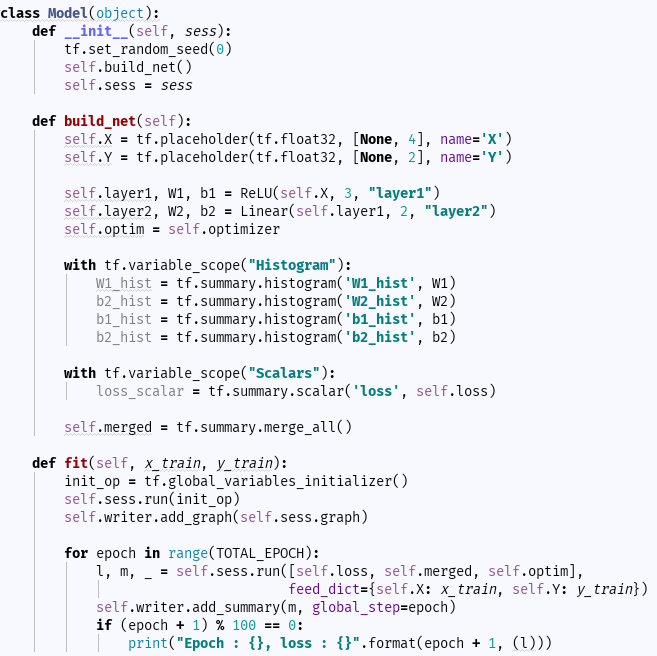 class Model(object):
    def __init__(self, sess):
        tf.set_random_seed(0)
        self.build_net()
        self.sess = sess

    def build_net(self):
        self.X = tf.placeholder(tf.float32, [None, 4], name='X')
        self.Y = tf.placeholder(tf.float32, [None, 2], name='Y')

        self.layer1, W1, b1 = ReLU(self.X, 3, "layer1")
        self.layer2, W2, b2 = Linear(self.layer1, 2, "layer2")
        self.optim = self.optimizer

        with tf.variable_scope("Histogram"):
            W1_hist = tf.summary.histogram('W1_hist', W1)
            b2_hist = tf.summary.histogram('W2_hist', W2)
            b1_hist = tf.summary.histogram('b1_hist', b1)
            b2_hist = tf.summary.histogram('b2_hist', b2)

        with tf.variable_scope("Scalars"):
            loss_scalar = tf.summary.scalar('loss', self.loss)

        self.merged = tf.summary.merge_all()

    def fit(self, x_train, y_train):
        init_op = tf.global_variables_initializer()
        self.sess.run(init_op)
        self.writer.add_graph(self.sess.graph)

        for epoch in range(TOTAL_EPOCH):
            l, m, _ = self.sess.run([self.loss, self.merged, self.optim],
                                    feed_dict={self.X: x_train, self.Y: y_train})
            self.writer.add_summary(m, global_step=epoch)
            if (epoch + 1) % 100 == 0:
                print("Epoch : {}, loss : {}".format(epoch + 1, (l)))